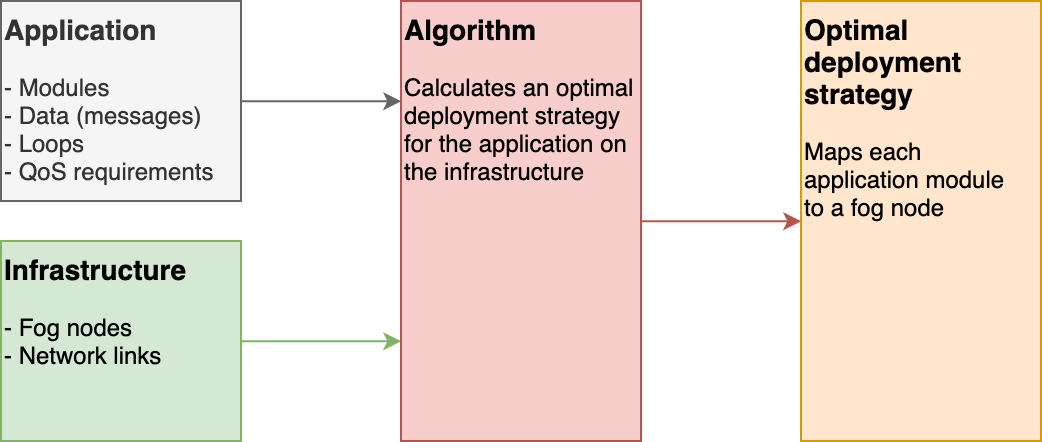 Application
- Modules
- Data (messages)
- Loops
- QoS requirements
Infrastructure
- Fog nodes
- Network links
Algorithm
Calculates an optimal
deployment strategy
for the application on
the infrastructure
Optimal
deployment
strategy
Maps each
application module
to a fog node